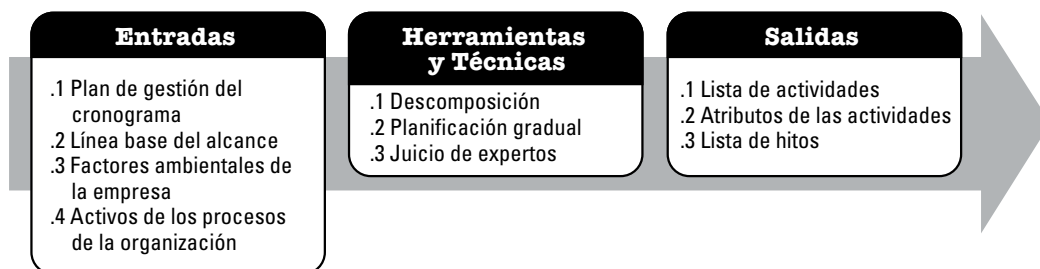 Entradas
.1 Plan de gestión del
cronograma
.2 Línea base del alcance
.3 Factores ambientales de
la empresa
.4 Activos de los procesos
de la organización
Herramientas
y Técnicas
.1 Descomposición
.2 Planificación gradual
.3 Juicio de expertos
Salidas
.1 Lista de actividades
.2 Atributos de las actividades
.3 Lista de hitos